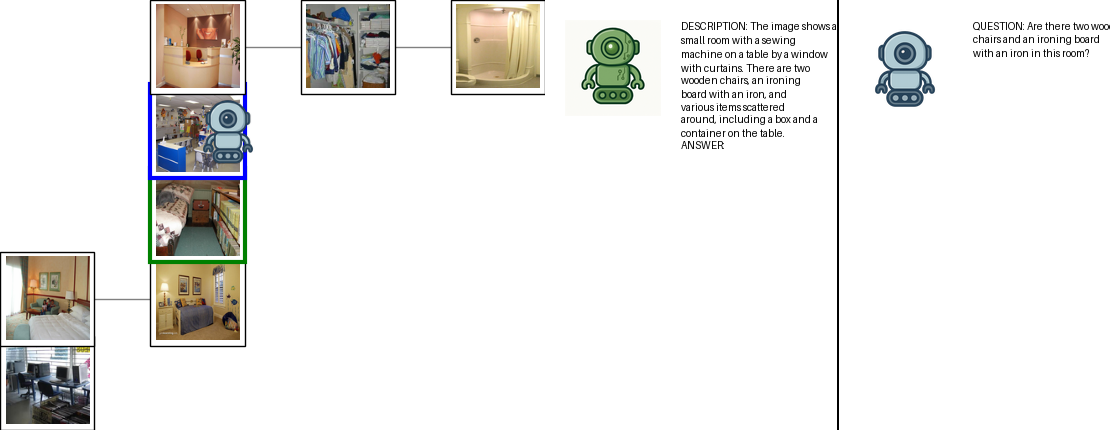 DESCRIPTION: The image shows a
small room with a sewing
machine on a table by a window
with curtains. There are two
wooden chairs, an ironing
board with an iron, and
various items scattered
around, including a box and a
container on the table.
ANSWER:
QUESTION: Are there two woo
chairs and an ironing board
with an iron in this room?